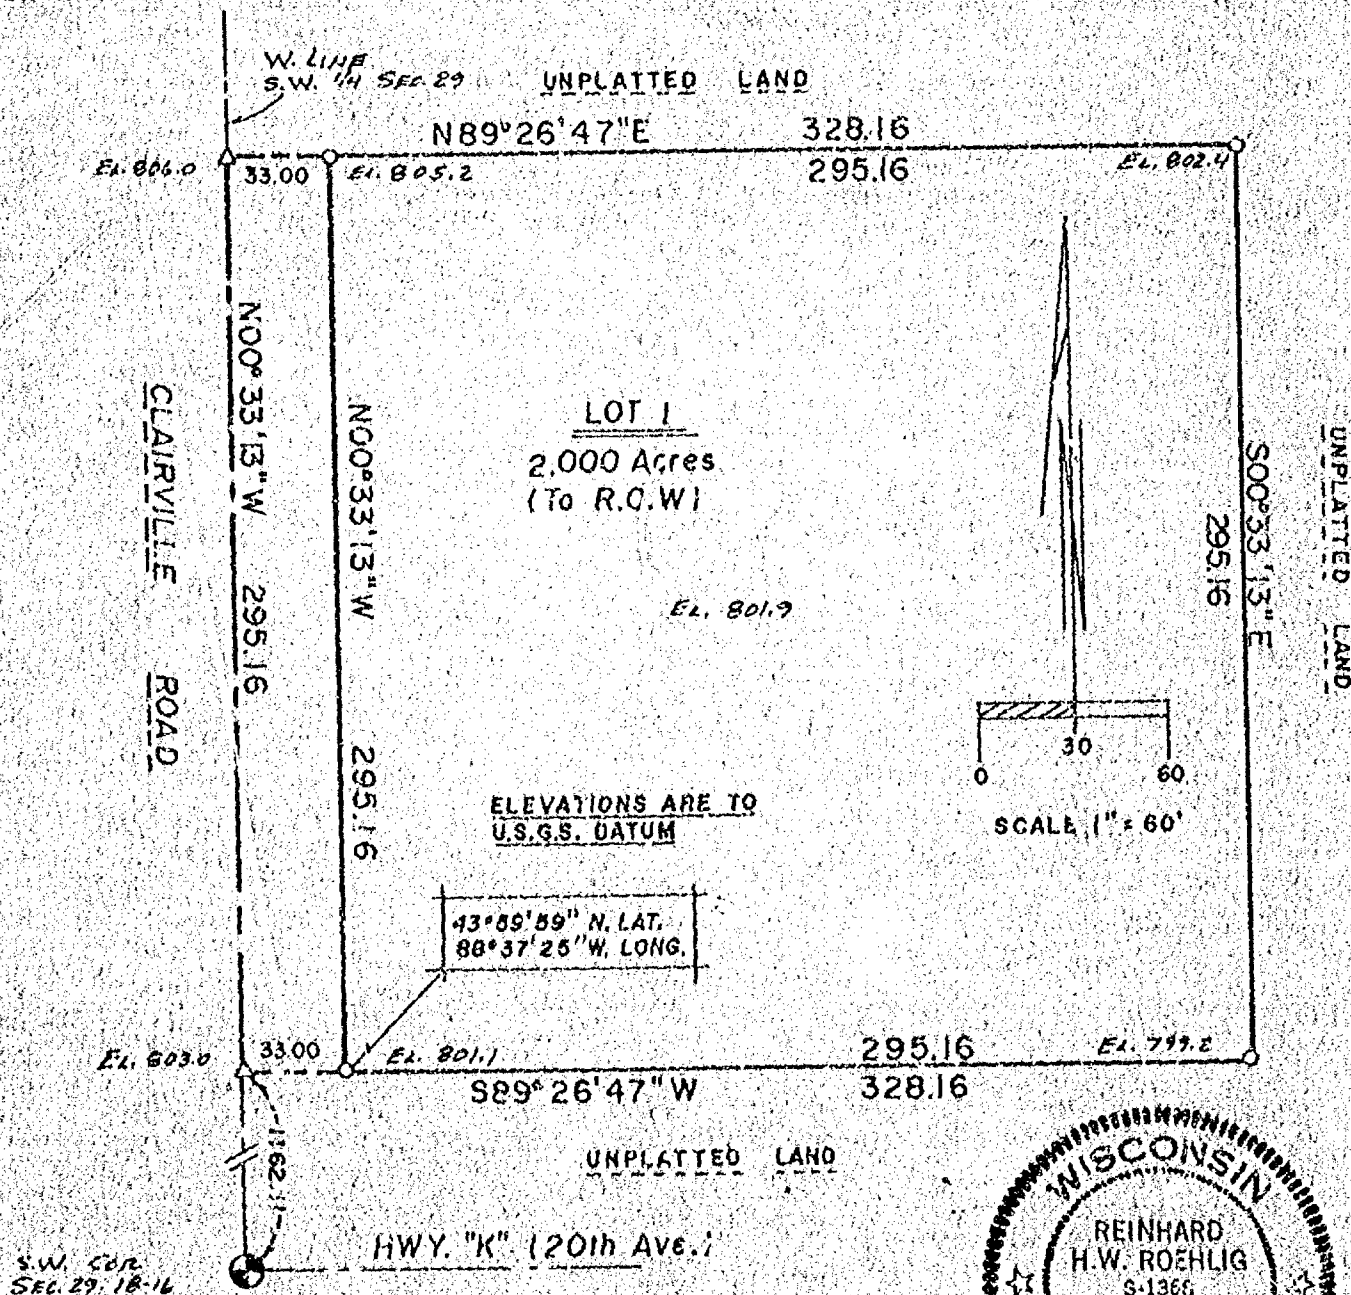 W. LINE
S.W. 1/4 SEC. 29
UNPLATTED LAND
N89°26'47"E 328.16
EL. 806.0 33.00 EL. 805.2 295.16 EL. 802.4
N00°33'13"W 295.16
CLAIRVILLE ROAD
N00°33'13"W 295.16
LOT 1
2.000 Acres
(To R.O.W)
S00°33'13"E
295.16
UNPLATTED LAND
EL. 801.9
30
0 60
SCALE 1" = 60'
ELEVATIONS ARE TO
U.S.G.S. DATUM
43°59'59" N. LAT.
88°37'25" W. LONG.
EL. 803.0 33.00 EL. 801.1 295.16 EL. 799.2
S89°26'47"W 328.16
UNPLATTED LAND
HWY. "K" (20th Ave.)
S.W. COR.
SEC. 29, 18-16
WISCONSIN
REINHARD
H.W. ROEHLIG